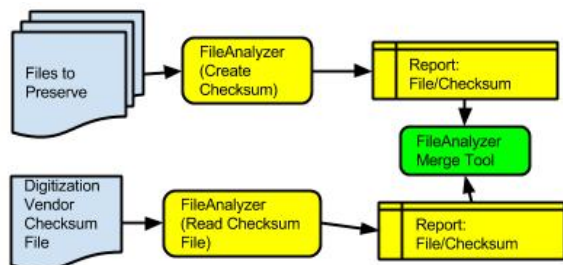 Files to
Preserve
FileAnalyzer
(Create
Checksum)
Report:
File/Checksum
FileAnalyzer
Merge Tool
Digitization
Vendor
Checksum
File
FileAnalyzer
(Read Checksum
File)
Report:
File/Checksum